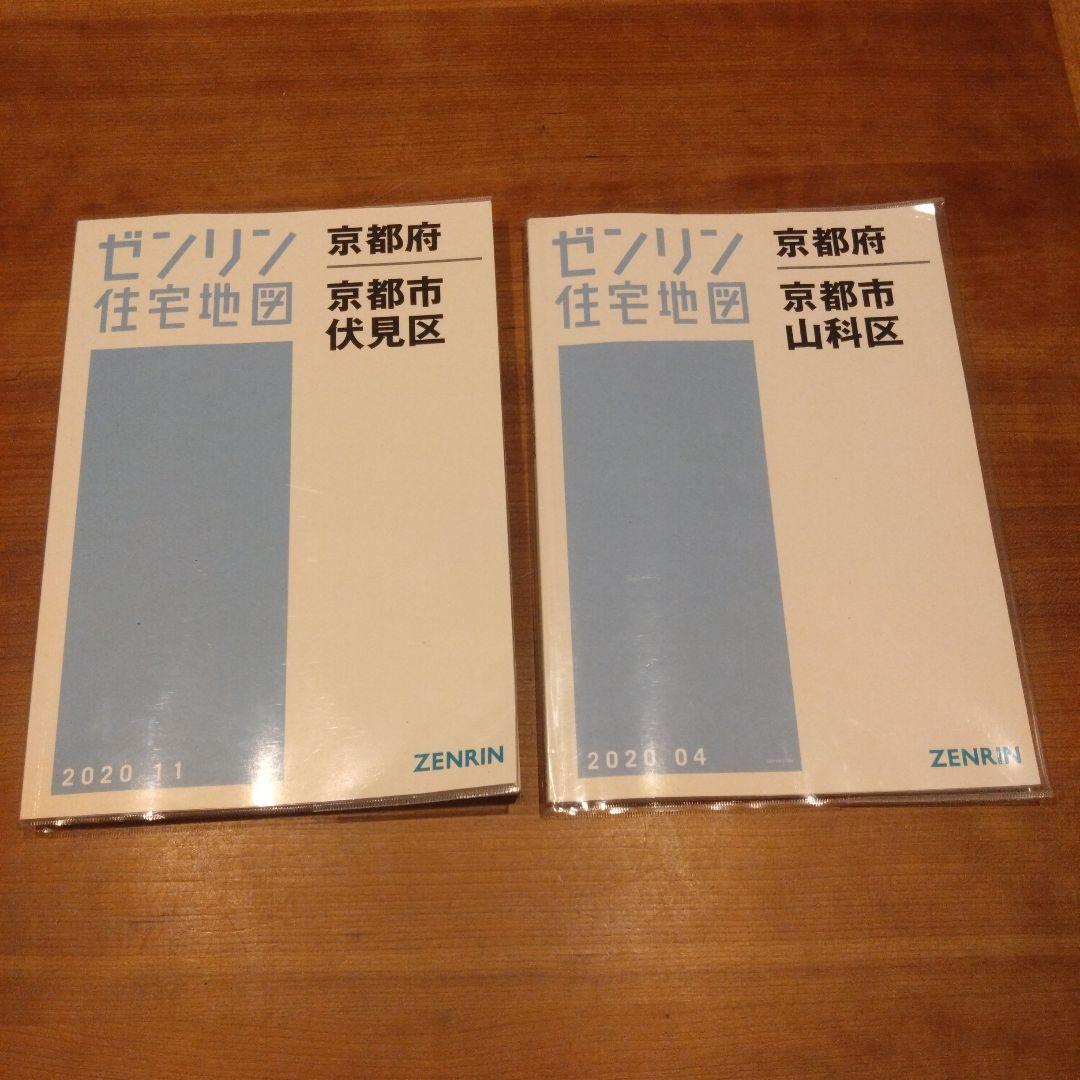 ゼンリン
住宅地図
京都府
京都市
伏見区
2020 11
ZENRIN
ゼンリン
住宅地図
京都府
京都市
山科区
2020 04
ZENRIN